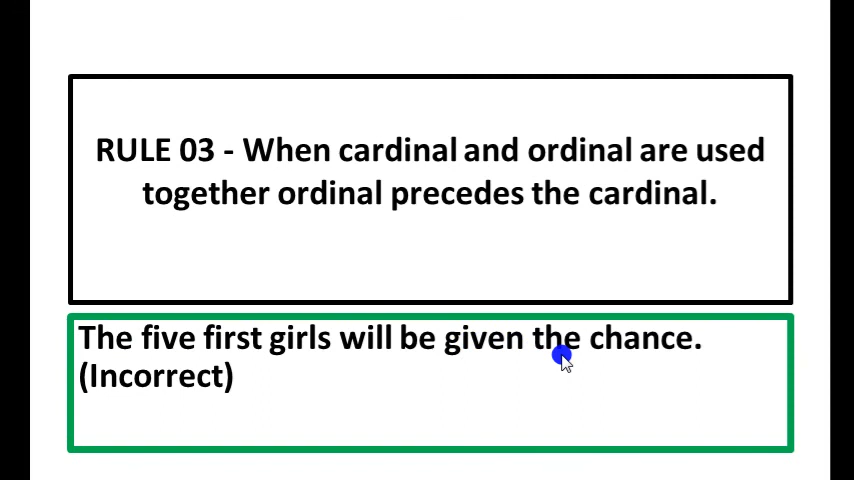 RULE 03 - When cardinal and ordinal are used
together ordinal precedes the cardinal.
The five first girls will be given the chance.
(Incorrect)